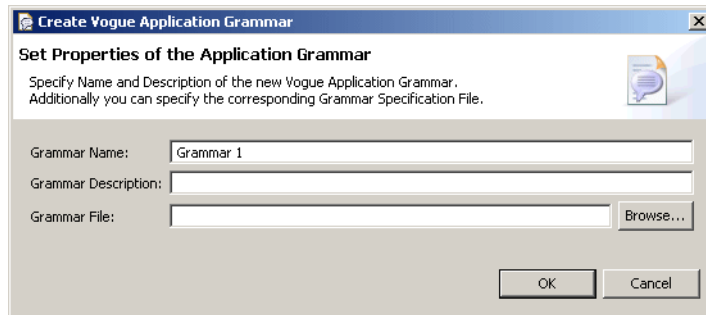 Create Vogue Application Grammar
Set Properties of the Application Grammar
Specify Name and Description of the new Vogue Application Grammar.
Additionally you can specify the corresponding Grammar Specification File.
Grammar Name: Grammar 1
Grammar Description:
Grammar File: Browse...
OK Cancel